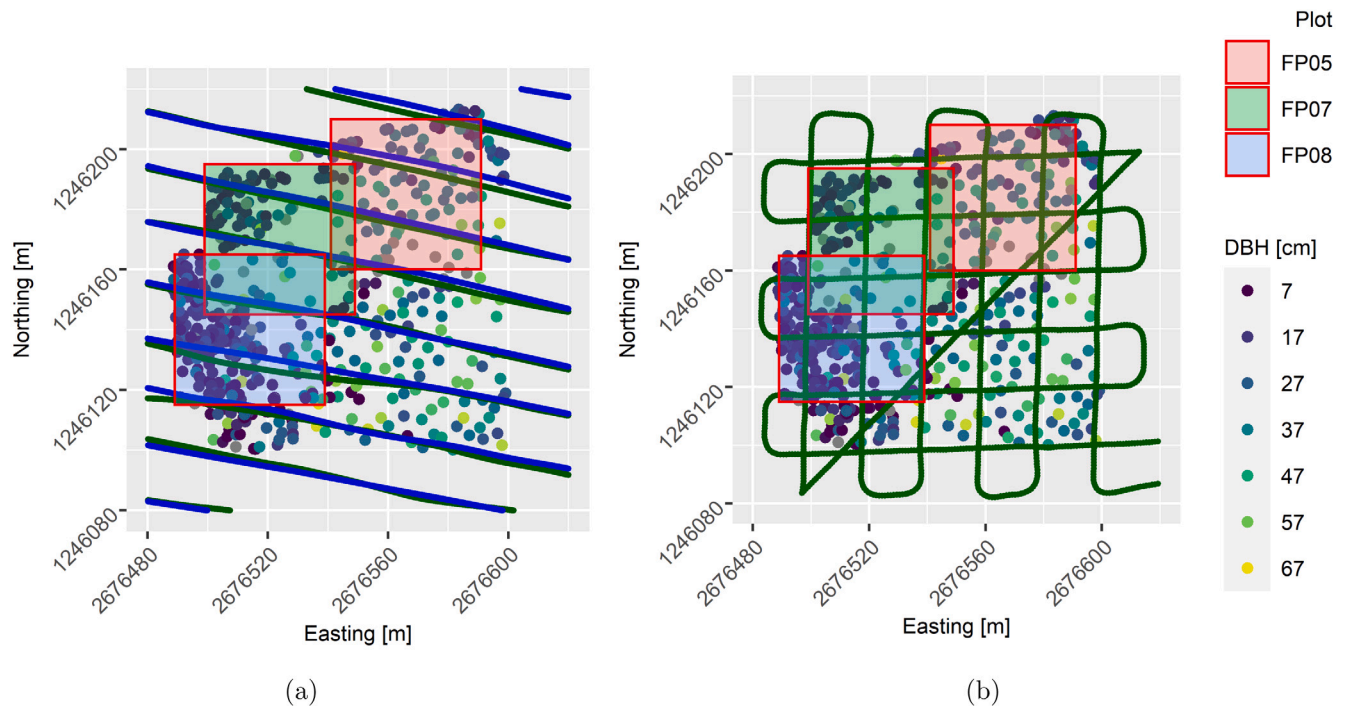 Northing [m]
1246200
1246160
1246120
1246080
2676480
2676520
2676560
2676600
Easting [m]
(a)
Northing [m]
1246200
1246160
1246120
1246080
2676480
2676520
2676560
2676600
Easting [m]
(b)
Plot
FP05
FP07
FP08
DBH [cm]
7
17
27
37
47
57
67